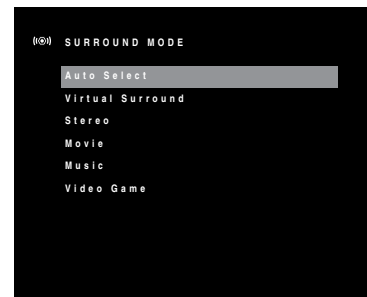 SURROUND MODE
Auto Select
Virtual Surround
Stereo
Movie
Music
Video Game